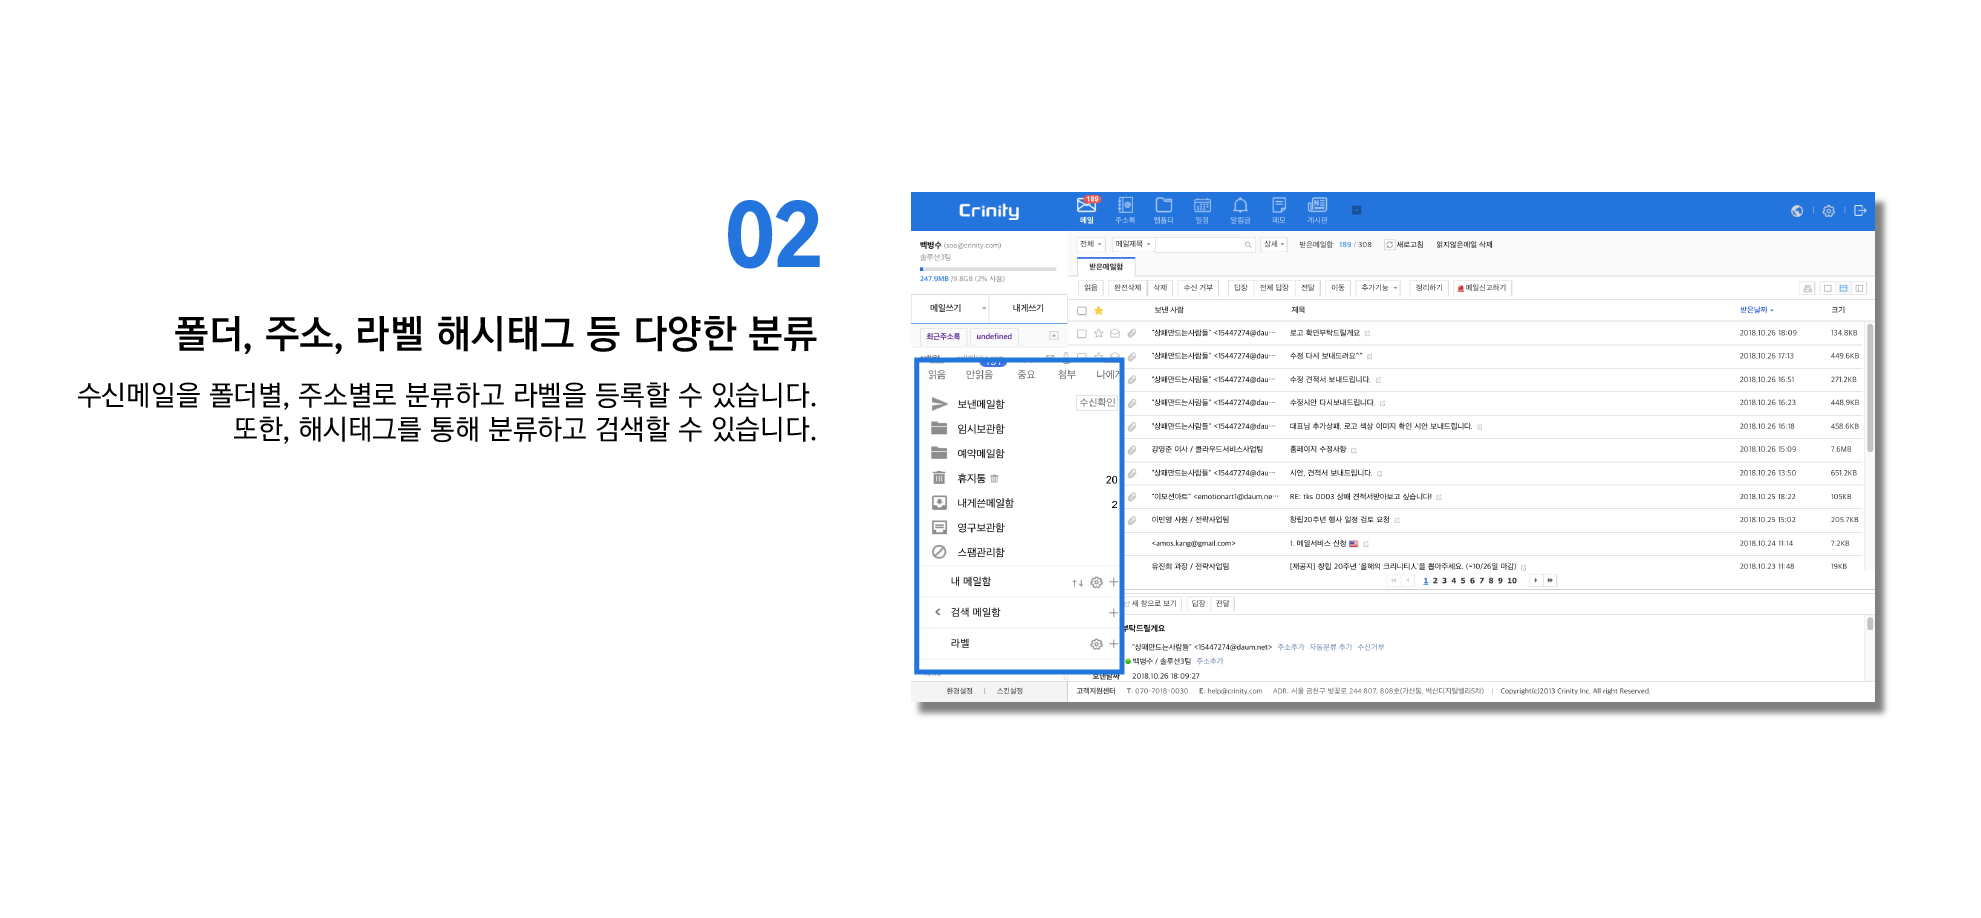 02
폴더, 주소, 라벨 해시태그 등 다양한 분류
수신메일을 폴더별, 주소별로 분류하고 라벨을 등록할 수 있습니다.
또한, 해시태그를 통해 분류하고 검색할 수 있습니다.
Crinity
189
메일 주소록 웹폴더 일정 알림글 메모 게시판
백병수 (soo@crinity.com)
솔루션3팀
247.9MB /9.8GB (2% 사용)
메일쓰기 내게쓰기
최근주소록 undefined
읽음 안읽음 중요 첨부 나에게
보낸메일함 수신확인
임시보관함
예약메일함
휴지통 20
내게쓴메일함 2
영구보관함
스팸관리함
내 메일함
검색 메일함
라벨
환경설정 | 스킨설정
전체 메일제목 상세 받은메일함 189 / 308 새로고침 읽지않은메일 삭제
받은메일함
읽음 완전삭제 삭제 수신 거부 답장 전체 답장 전달 이동 추가기능 정리하기 메일신고하기
보낸 사람 제목 받은날짜 크기
"상패만드는사람들" <15447274@dau··· 로고 확인부탁드릴게요 2018.10.26 18:09 134.8KB
"상패만드는사람들" <15447274@dau··· 수정 다시 보내드려요^^ 2018.10.26 17:13 449.6KB
"상패만드는사람들" <15447274@dau··· 수정 견적서 보내드립니다. 2018.10.26 16:51 271.2KB
"상패만드는사람들" <15447274@dau··· 수정시안 다시보내드립니다. 2018.10.26 16:23 448.9KB
"상패만드는사람들" <15447274@dau··· 대표님 추가상패, 로고 색상 이미지 확인 시안 보내드립니다. 2018.10.26 16:18 458.6KB
강영준 이사 / 클라우드서비스사업팀 홈페이지 수정사항 2018.10.26 15:09 7.6MB
"상패만드는사람들" <15447274@dau··· 시안, 견적서 보내드립니다. 2018.10.26 13:50 651.2KB
"이모션아트" <emotionart1@daum.ne··· RE: tks 0003 상패 견적서받아보고 싶습니다! 2018.10.25 18:22 105KB
이민영 사원 / 전략사업팀 창립20주년 행사 일정 검토 요청 2018.10.25 15:02 205.7KB
<amos.kang@gmail.com> 1. 메일서비스 신청 2018.10.24 11:14 7.2KB
유진희 과장 / 전략사업팀 [재공지] 창립 20주년 '올해의 크리니티人'을 뽑아주세요. (~10/26일 마감) 2018.10.23 11:48 19KB
1 2 3 4 5 6 7 8 9 10
새 창으로 보기 답장 전달
부탁드릴게요
"상패만드는사람들" <15447274@daum.net> 주소추가 자동분류 추가 수신거부
백병수 / 솔루션3팀 주소추가
보낸날짜 2018.10.26 18:09:27
고객지원센터 T: 070-7018-0030 E: help@crinity.com ADR: 서울 금천구 벚꽃로 244 807, 808호(가산동, 벽산디지털밸리5차) | Copyright(c)2013 Crinity Inc. All right Reserved.